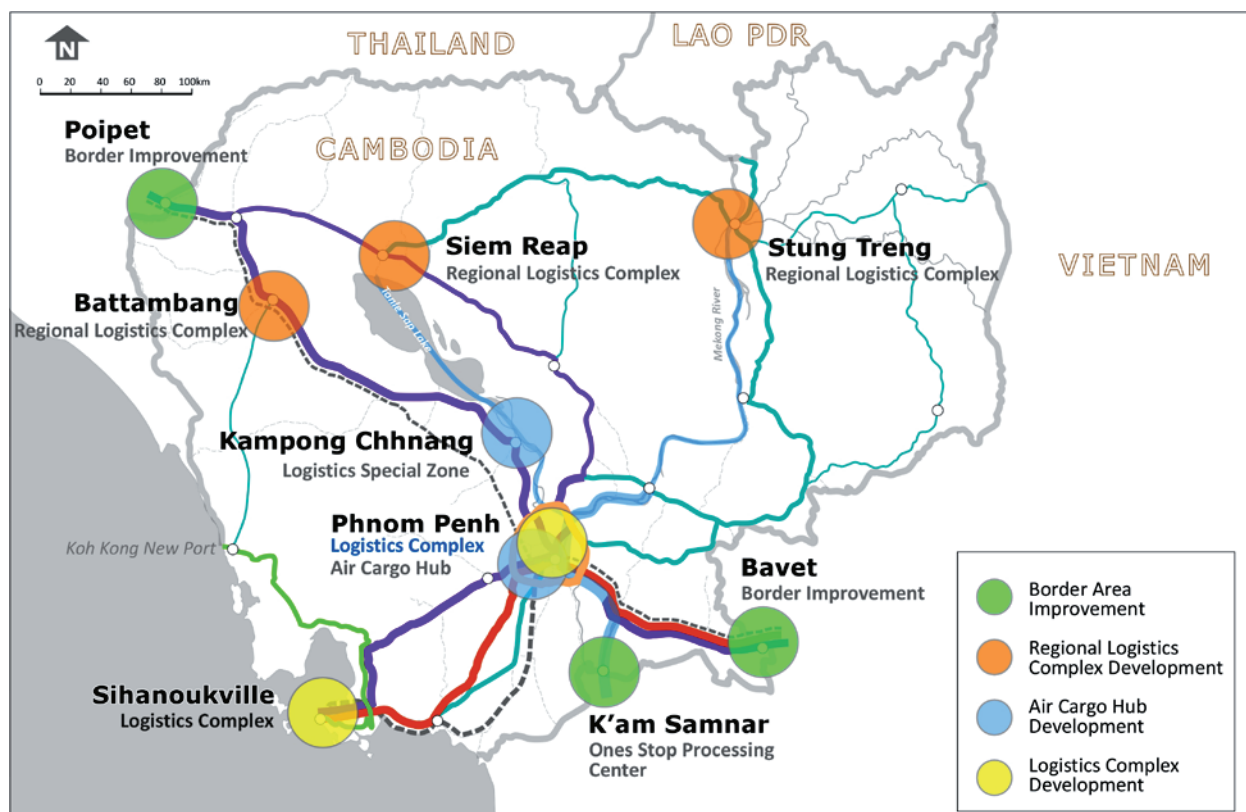 THAILAND
LAO PDR
N
0 20 40 60 80 100km
Poipet
Border Improvement
CAMBODIA
Siem Reap
Regional Logistics Complex
Stung Treng
Regional Logistics Complex
VIETNAM
Battambang
Regional Logistics Complex
Tonle Sap Lake
Mekong River
Kampong Chhnang
Logistics Special Zone
Phnom Penh
Logistics Complex
Air Cargo Hub
Koh Kong New Port
Bavet
Border Improvement
Sihanoukville
Logistics Complex
K'am Samnar
Ones Stop Processing
Center
Border Area
Improvement
Regional Logistics
Complex Development
Air Cargo Hub
Development
Logistics Complex
Development